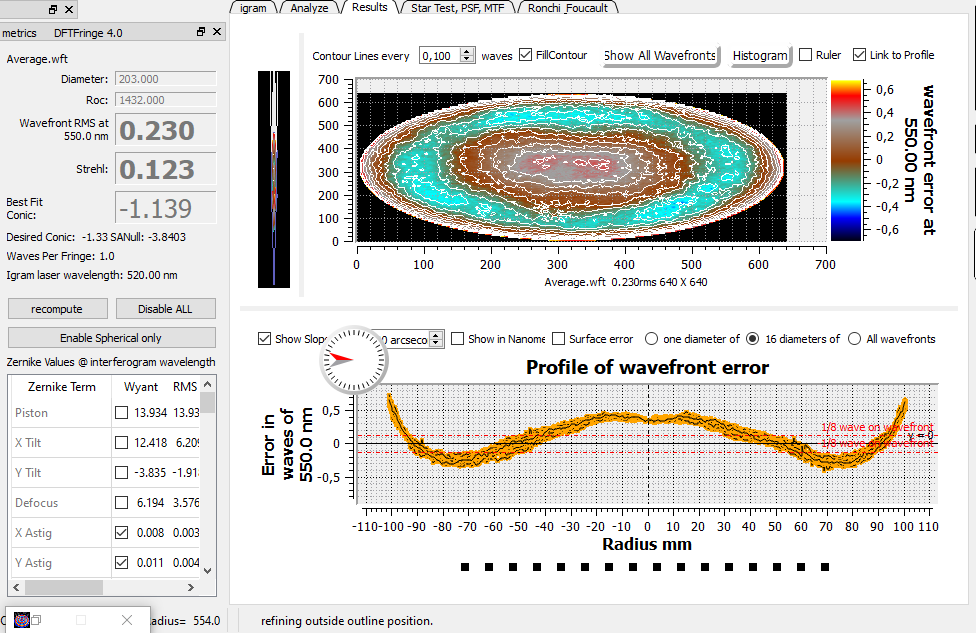 igram Analyze Results Star Test, PSF, MTF Ronchi Foucault
metrics DFTFringe 4.0
Average.wft
Diameter: 203.000
Roc: 1432.000
Wavefront RMS at
550.0 nm 0.230
Strehl: 0.123
Best Fit
Conic: -1.139
Desired Conic: -1.33 SANull: -3.8403
Waves Per Fringe: 1.0
Igram laser wavelength: 520.00 nm
recompute Disable ALL
Enable Spherical only
Zernike Values @ interferogram wavelength
Zernike Term Wyant RMS
Piston 13.934 13.93
X Tilt 12.418 6.209
Y Tilt -3.835 -1.91
Defocus 6.194 3.576
X Astig 0.008 0.003
Y Astig 0.011 0.004
adius= 554.0
Contour Lines every 0,100 waves FillContour Show All Wavefronts Histogram Ruler Link to Profile
700
600
500
400
300
200
100
0
0 100 200 300 400 500 600 700
Average.wft 0.230rms 640 X 640
0,6
0,4
0,2
0
-0,2
-0,4
-0,6
wavefront error at
550.00 nm
Show Slop 0 arcseco Show in Nanome Surface error one diameter of 16 diameters of All wavefronts
Profile of wavefront error
Error in
waves of
550.0 nm
0,5
0
-0,5
1/8 wave on wavefront
y = 0
1/8 wave on wavefront
-110 -100 -90 -80 -70 -60 -50 -40 -30 -20 -10 0 10 20 30 40 50 60 70 80 90 100 110
Radius mm
refining outside outline position.